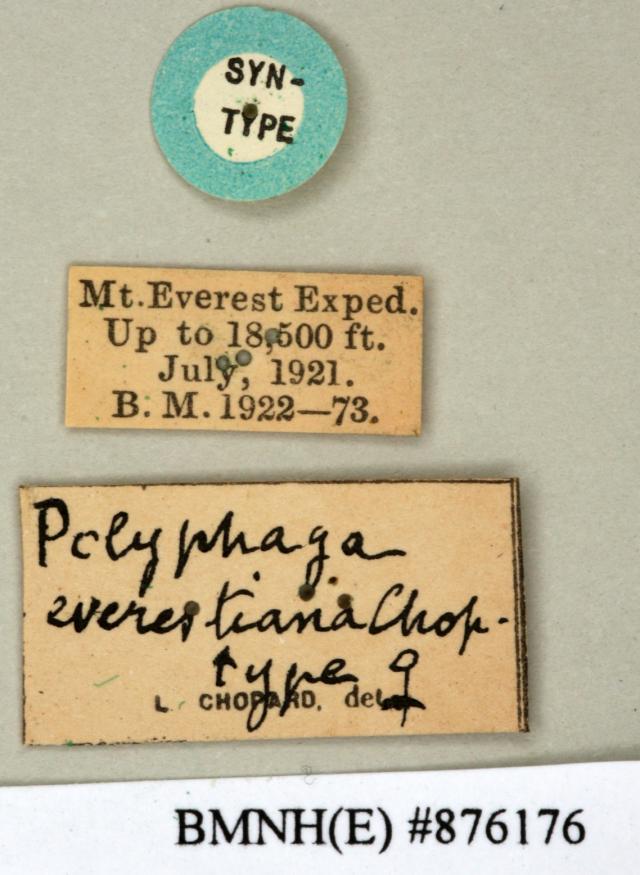 SYN-
TYPE
Mt.Everest Exped.
Up to 18,500 ft.
July, 1921.
B. M. 1922—73.
Polyphaga
everestiana Chop.
type ♀
L. CHOPARD, det.
BMNH(E) #876176